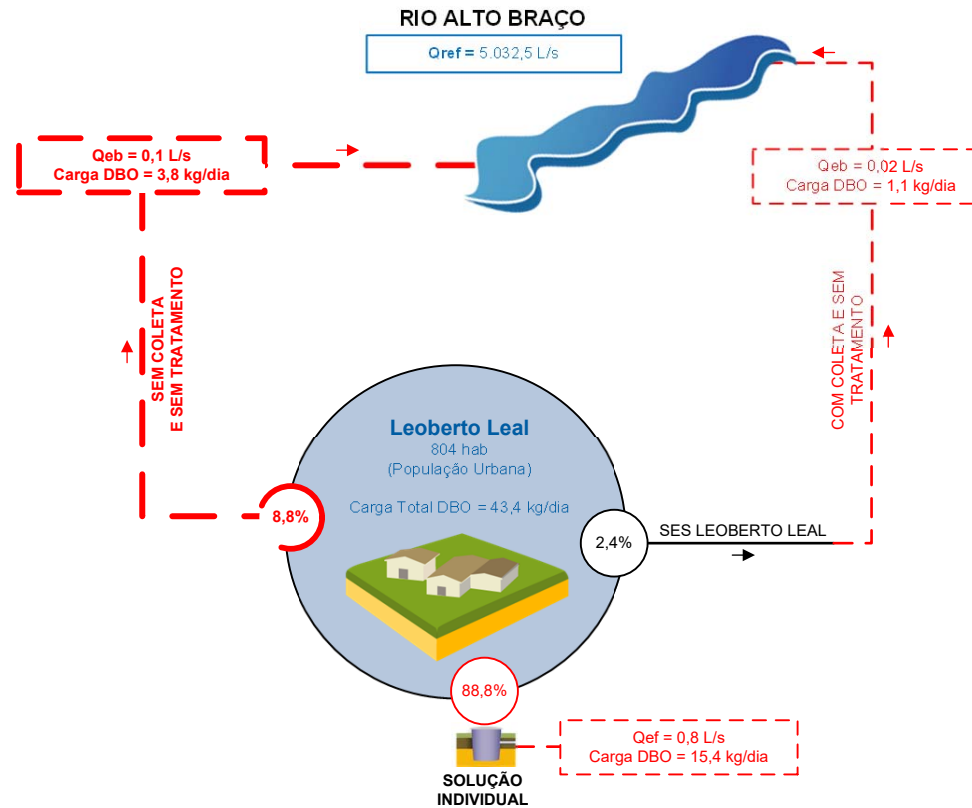 RIO ALTO BRAÇO
Qref = 5.032,5 L/s
Qeb = 0,1 L/s
Carga DBO = 3,8 kg/dia
Qeb = 0,02 L/s
Carga DBO = 1,1 kg/dia
SEM COLETA
E SEM TRATAMENTO
COM COLETA E SEM
TRATAMENTO
Leoberto Leal
804 hab
(População Urbana)
Carga Total DBO = 43,4 kg/dia
8,8%
2,4%
SES LEOBERTO LEAL
88,8%
Qef = 0,8 L/s
Carga DBO = 15,4 kg/dia
SOLUÇÃO
INDIVIDUAL